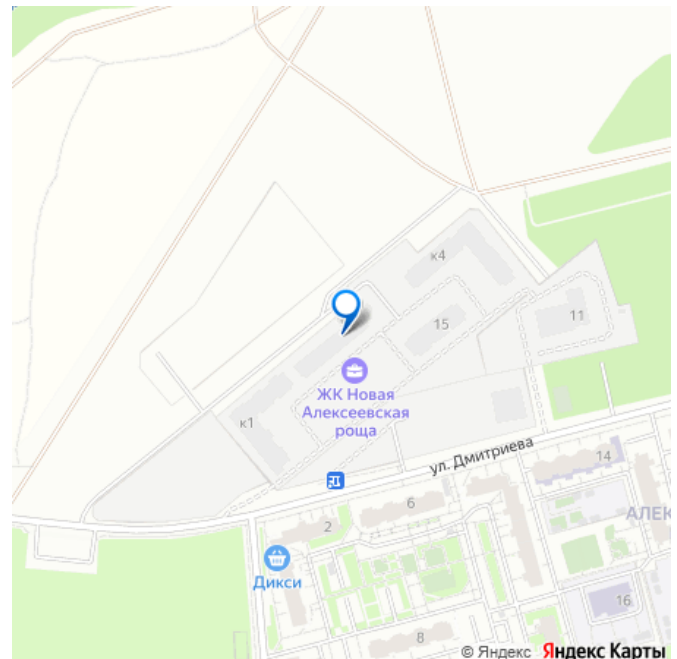 к4
15
11
ЖК Новая
Алексеевская
роща
к1
ул. Дмитриева
14
6
2
АЛЕК
Дикси
16
8
© Яндекс Яндекс Карты